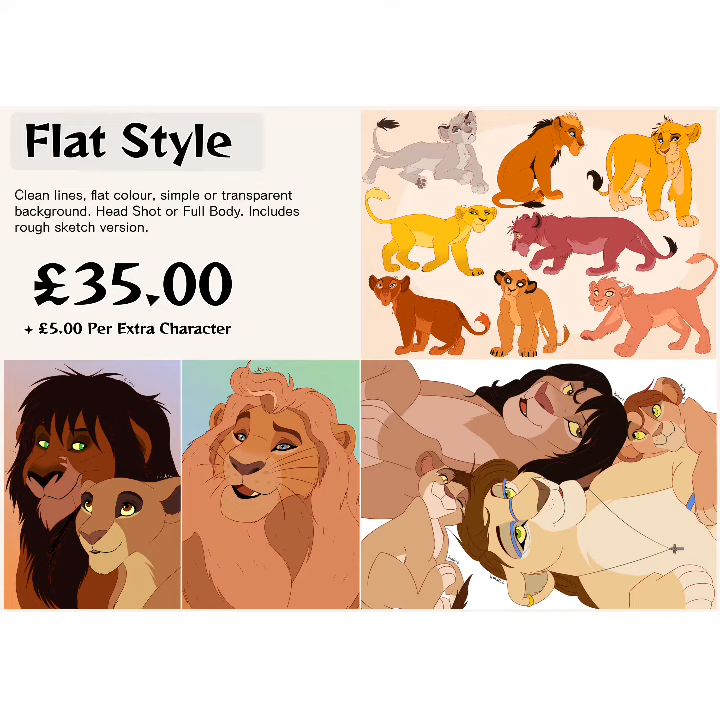 Flat Style
Clean lines, flat colour, simple or transparent
background. Head Shot or Full Body. Includes
rough sketch version.
£35.00
+ £5.00 Per Extra Character